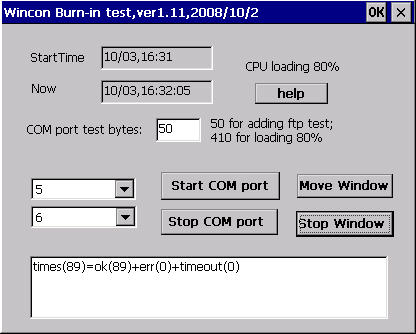 Wincon Burn-in test,ver1.11,2008/10/2 OK ×
StartTime 10/03,16:31
CPU loading 80%
Now 10/03,16:32:05
help
COM port test bytes: 50
50 for adding ftp test;
410 for loading 80%
5 Start COM port Move Window
6 Stop COM port Stop Window
times(89)=ok(89)+err(0)+timeout(0)